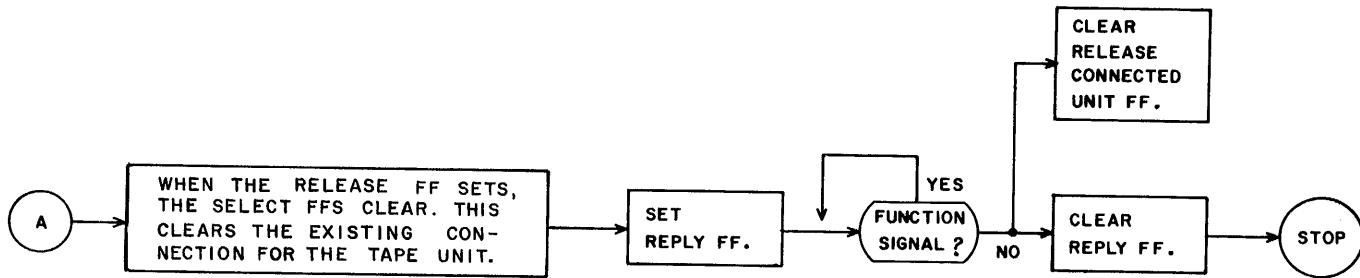 A
WHEN THE RELEASE FF SETS,
THE SELECT FFS CLEAR. THIS
CLEARS THE EXISTING CON-
NECTION FOR THE TAPE UNIT.
SET
REPLY FF.
YES
FUNCTION
SIGNAL ?
NO
CLEAR
RELEASE
CONNECTED
UNIT FF.
CLEAR
REPLY FF.
STOP